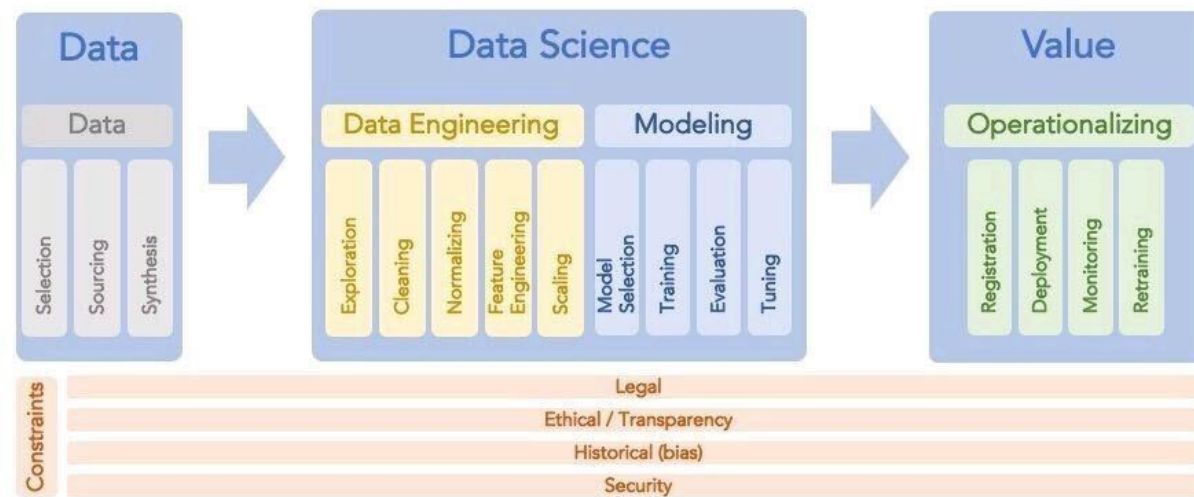 Data
Data Science
Value
Data
Data Engineering
Modeling
Operationalizing
Selection
Sourcing
Synthesis
Exploration
Cleaning
Normalizing
Feature
Engineering
Scaling
Model
Selection
Training
Evaluation
Tuning
Registration
Deployment
Monitoring
Retraining
Constraints
Legal
Ethical / Transparency
Historical (bias)
Security